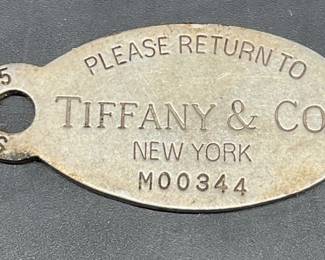 PLEASE RETURN TO
TIFFANY & CO
NEW YORK
M00344